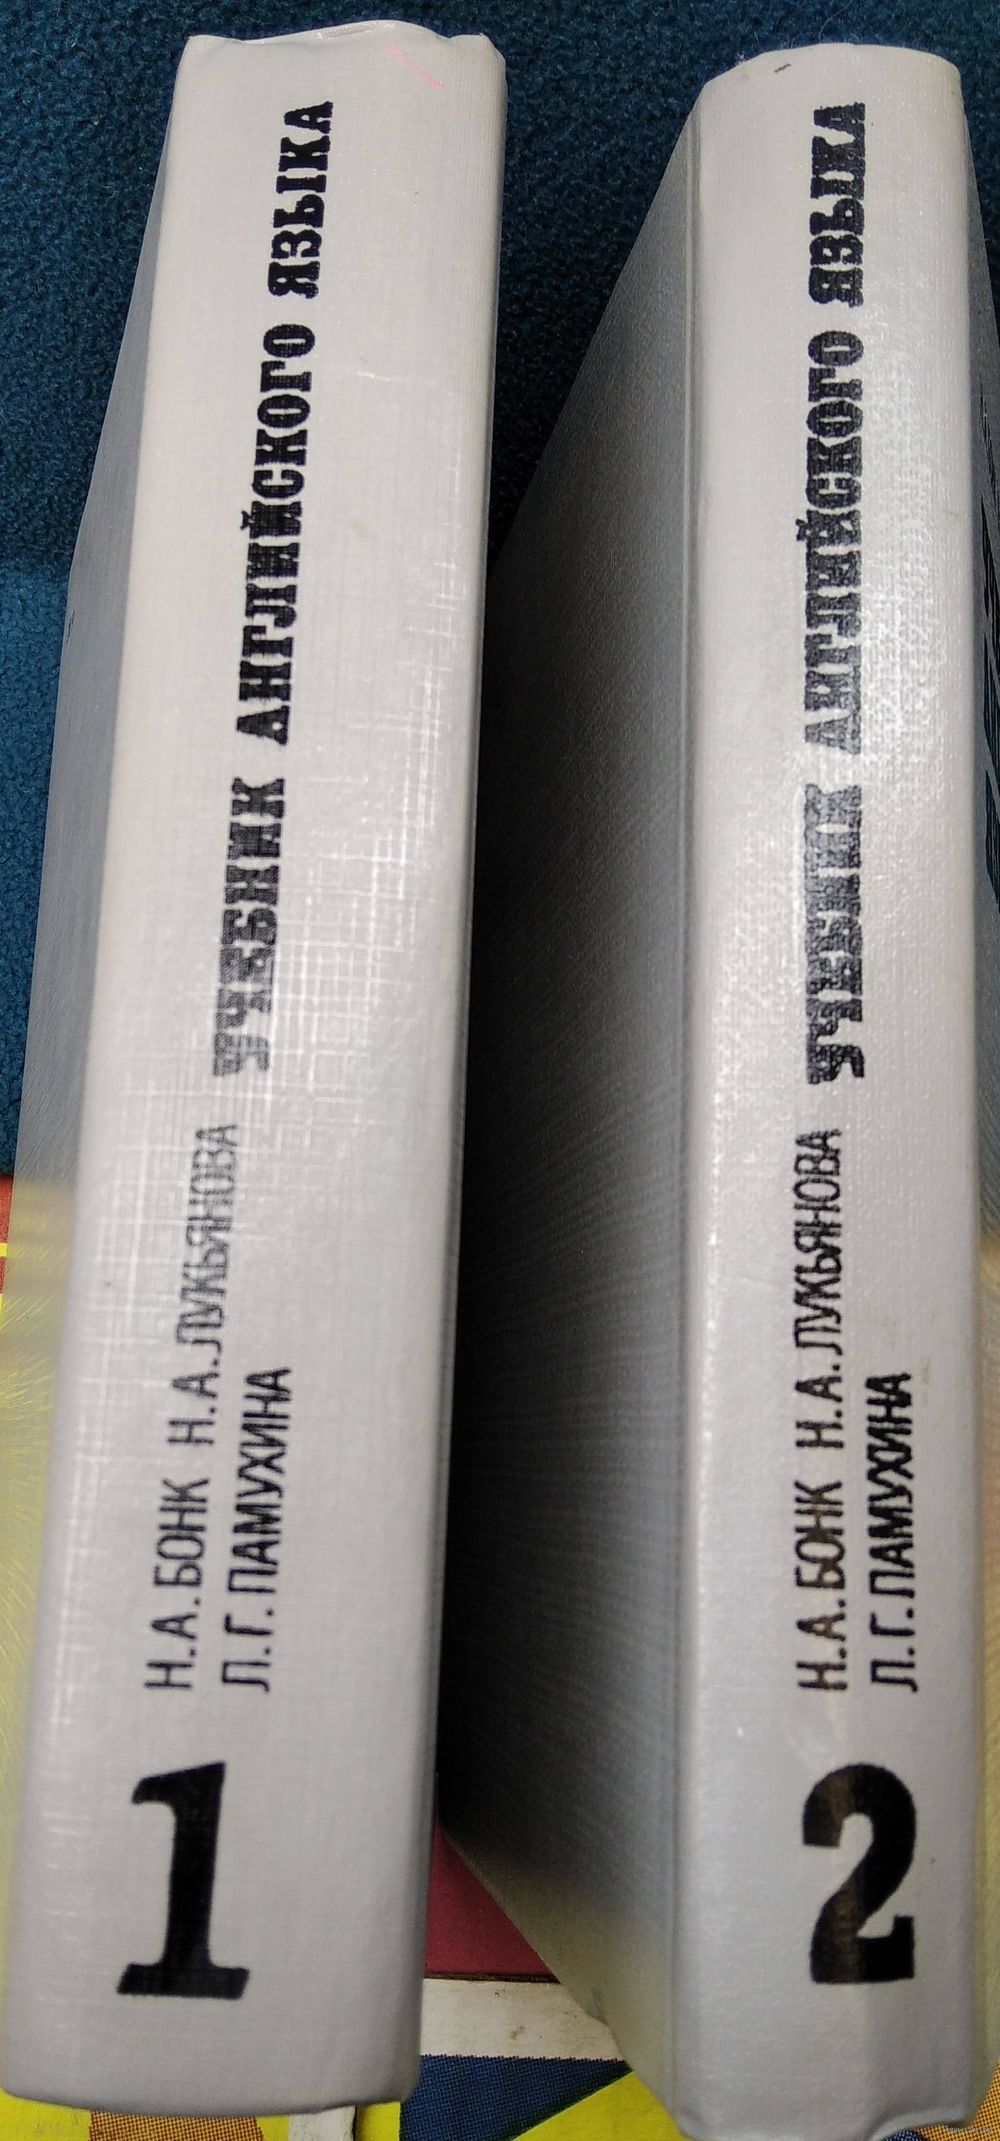 Н.А.БОНК Н.А.ЛУКЬЯНОВА
Л.Г.ПАМУХИНА
УЧЕБНИК АНГЛИЙСКОГО ЯЗЫКА
1
Н.А.БОНК Н.А.ЛУКЬЯНОВА
Л.Г.ПАМУХИНА
УЧЕБНИК АНГЛИЙСКОГО ЯЗЫКА
2